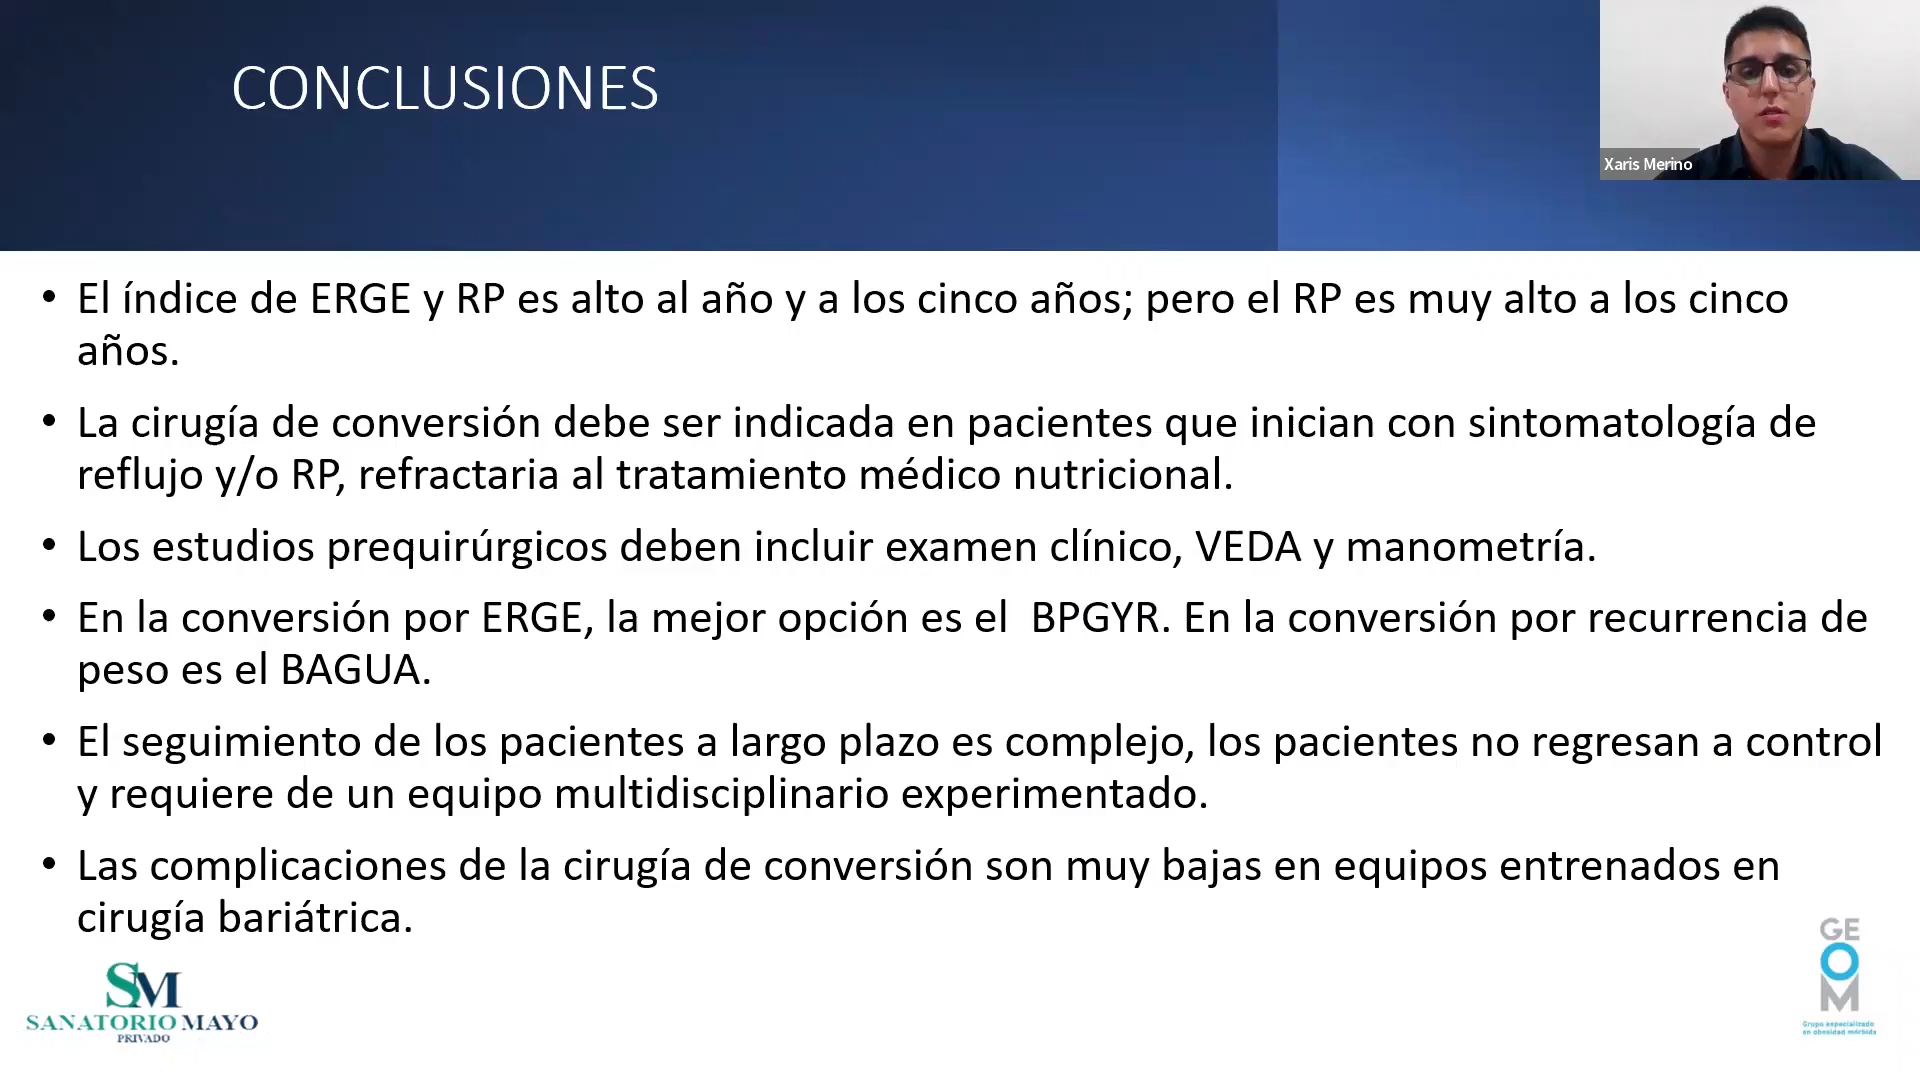 CONCLUSIONES
Xaris Merino
• El índice de ERGE y RP es alto al año y a los cinco años; pero el RP es muy alto a los cinco
años.
• La cirugía de conversión debe ser indicada en pacientes que inician con sintomatología de
reflujo y/o RP, refractaria al tratamiento médico nutricional.
• Los estudios prequirúrgicos deben incluir examen clínico, VEDA y manometría.
• En la conversión por ERGE, la mejor opción es el  BPGYR. En la conversión por recurrencia de
peso es el BAGUA.
• El seguimiento de los pacientes a largo plazo es complejo, los pacientes no regresan a control
y requiere de un equipo multidisciplinario experimentado.
• Las complicaciones de la cirugía de conversión son muy bajas en equipos entrenados en
cirugía bariátrica.
SM
SANATORIO MAYO
PRIVADO
GE
O
M
Grupo especializado
en obesidad mórbida